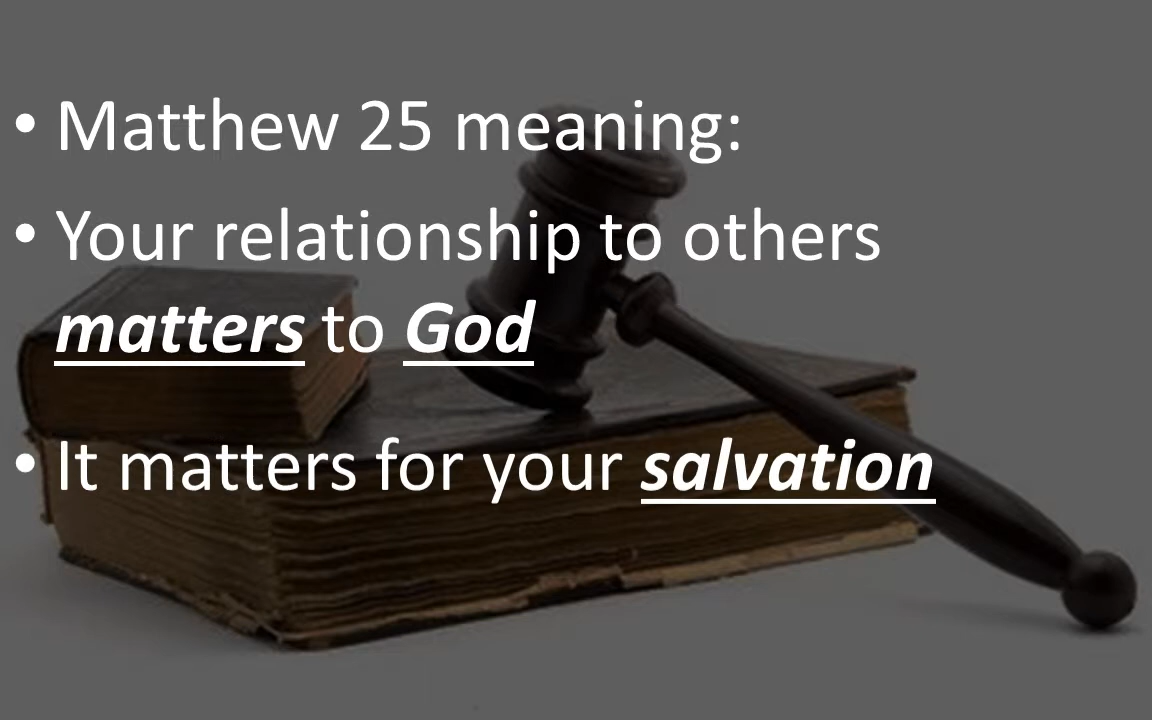 • Matthew 25 meaning:
• Your relationship to others
matters to God
• It matters for your salvation